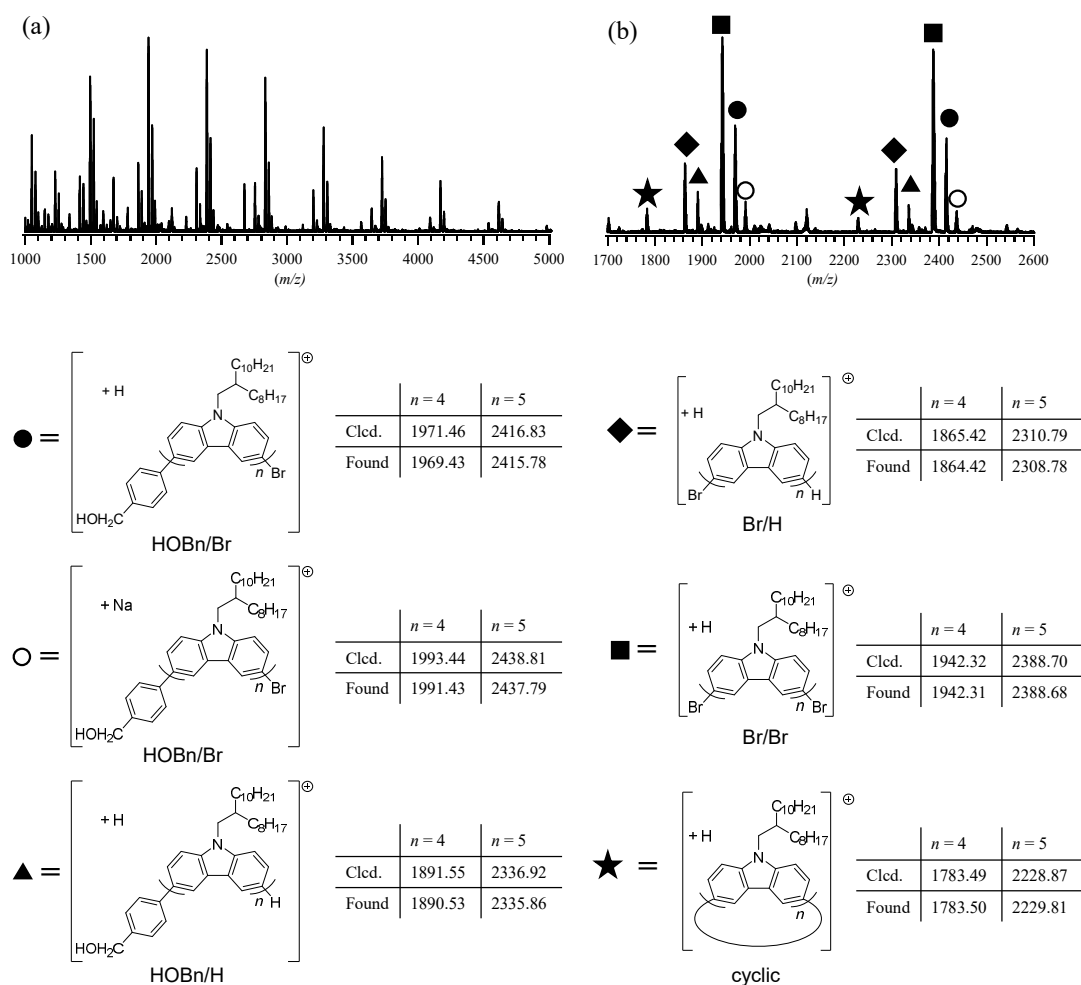 (a)
1000 2000 3000 4000 5000
(m/z)
(b)
1700 1800 1900 2000 2100 2200 2300 2400 2500 2600
(m/z)
+ H
C10H21
C8H17
N
n
Br
HOH2C
HOBn/Br
=
n = 4 n = 5
Clcd. 1971.46 2416.83
Found 1969.43 2415.78
+ H
C10H21
C8H17
N
Br
n
H
Br/H
=
n = 4 n = 5
Clcd. 1865.42 2310.79
Found 1864.42 2308.78
+ Na
C10H21
C8H17
N
n
Br
HOH2C
HOBn/Br
=
n = 4 n = 5
Clcd. 1993.44 2438.81
Found 1991.43 2437.79
+ H
C10H21
C8H17
N
Br
n
Br
Br/Br
=
n = 4 n = 5
Clcd. 1942.32 2388.70
Found 1942.31 2388.68
+ H
C10H21
C8H17
N
n
H
HOH2C
HOBn/H
=
n = 4 n = 5
Clcd. 1891.55 2336.92
Found 1890.53 2335.86
+ H
C10H21
C8H17
N
n
cyclic
=
n = 4 n = 5
Clcd. 1783.49 2228.87
Found 1783.50 2229.81